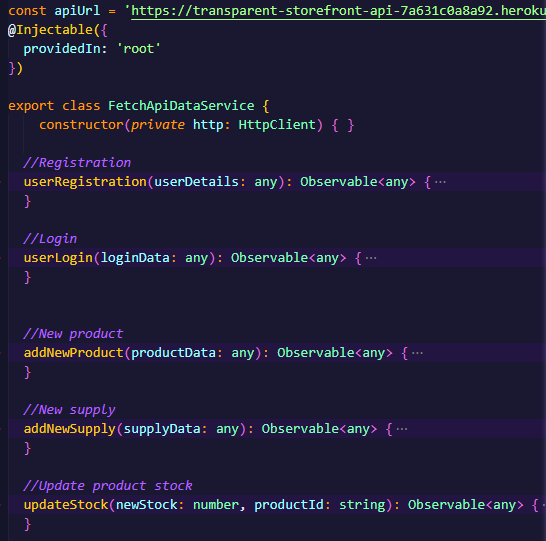 const apiUrl = 'https://transparent-storefront-api-7a631c0a8a92.heroku
@Injectable({
  providedIn: 'root'
})
export class FetchApiDataService {
    constructor(private http: HttpClient) { }
  //Registration
  userRegistration(userDetails: any): Observable<any> {···
  }
  //Login
  userLogin(loginData: any): Observable<any> {···
  }
  //New product
  addNewProduct(productData: any): Observable<any> {···
  }
  //New supply
  addNewSupply(supplyData: any): Observable<any> {···
  }
  //Update product stock
  updateStock(newStock: number, productId: string): Observable<any> {·
  }